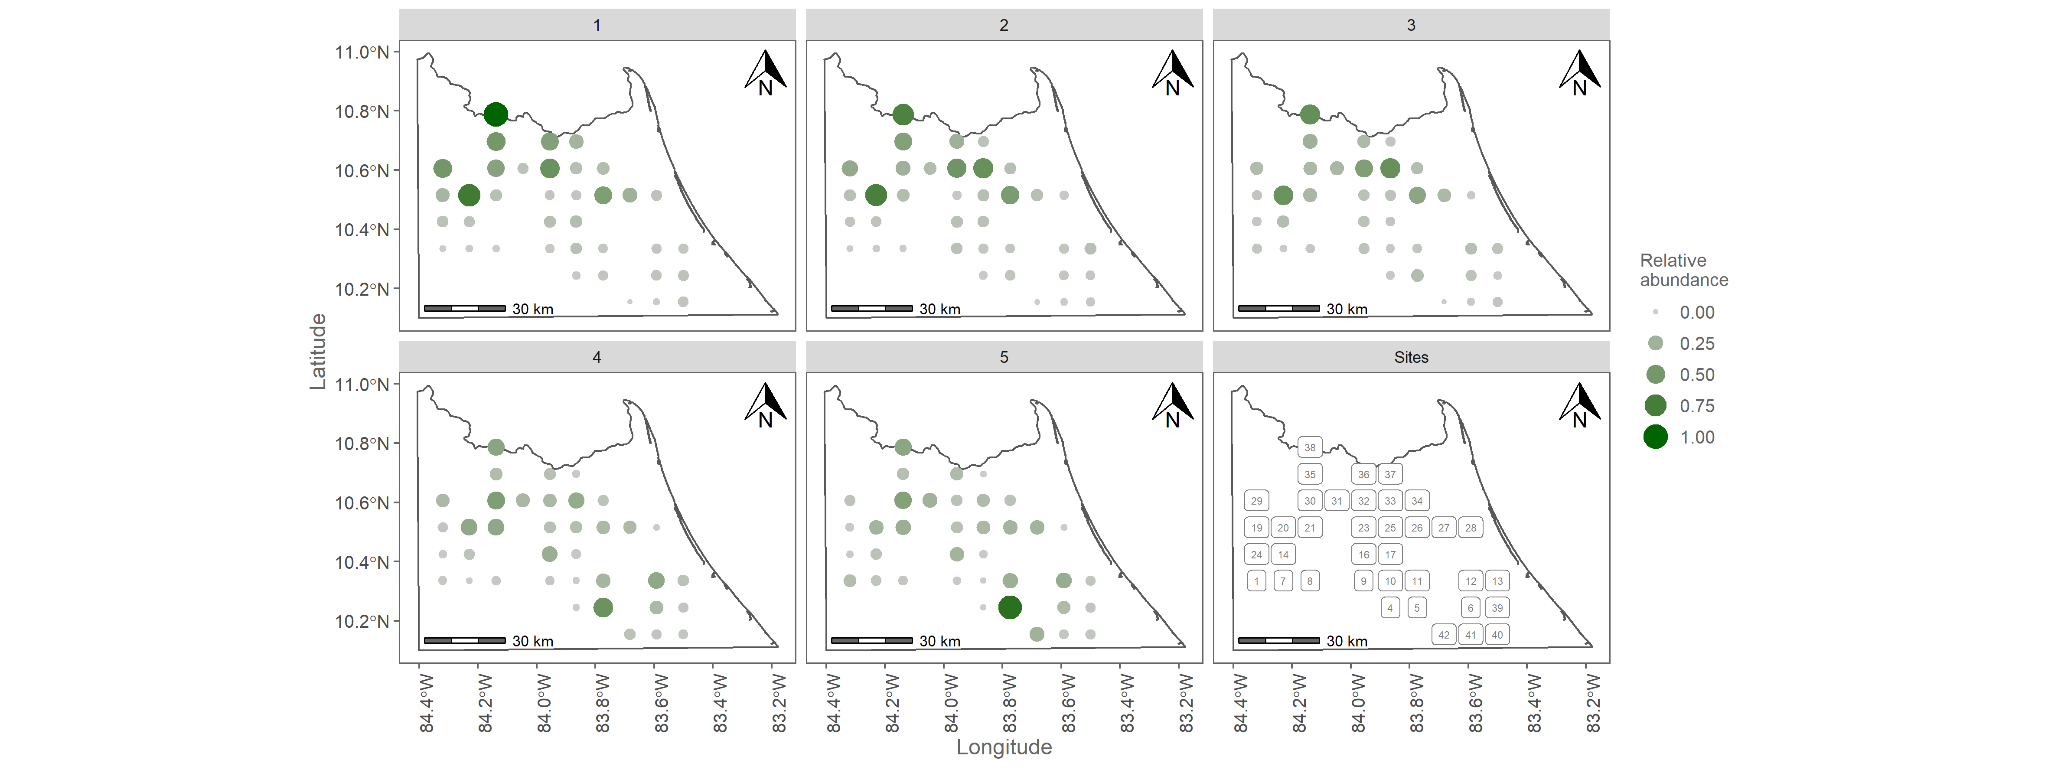 1 2 3
11.0°N
10.8°N
10.6°N
10.4°N
10.2°N
N N N
30 km 30 km 30 km
4 5 Sites
11.0°N
10.8°N
10.6°N
10.4°N
10.2°N
N N N
38
35 36 37
29 30 31 32 33 34
19 20 21 23 25 26 27 28
24 14 16 17
1 7 8 9 10 11 12 13
4 5 6 39
42 41 40
30 km 30 km 30 km
84.4°W 84.2°W 84.0°W 83.8°W 83.6°W 83.4°W 83.2°W 84.4°W 84.2°W 84.0°W 83.8°W 83.6°W 83.4°W 83.2°W 84.4°W 84.2°W 84.0°W 83.8°W 83.6°W 83.4°W 83.2°W
Longitude
Latitude
Relative
abundance
0.00
0.25
0.50
0.75
1.00